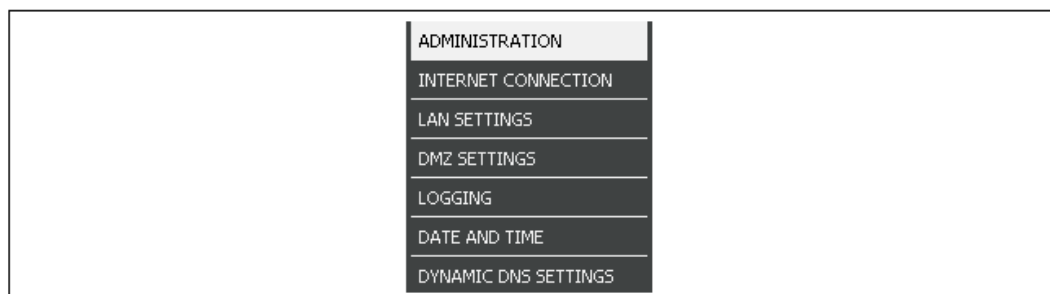 ADMINISTRATION
INTERNET CONNECTION
LAN SETTINGS
DMZ SETTINGS
LOGGING
DATE AND TIME
DYNAMIC DNS SETTINGS